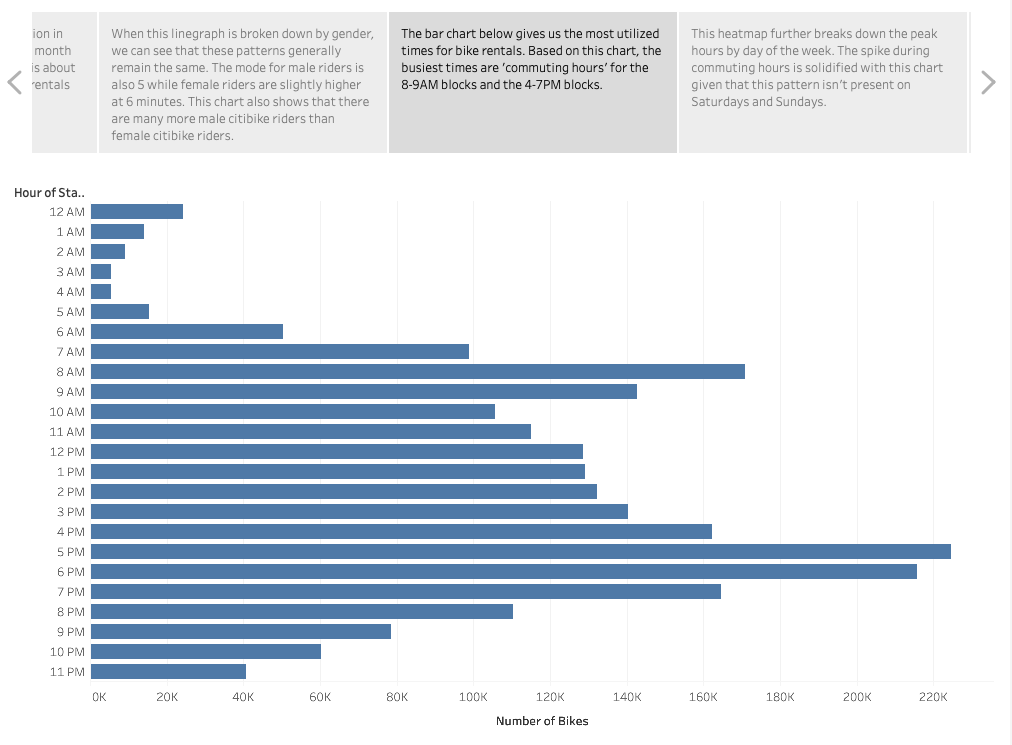 ion in
month
is about
rentals
When this linegraph is broken down by gender,
we can see that these patterns generally
remain the same. The mode for male riders is
also 5 while female riders are slightly higher
at 6 minutes. This chart also shows that there
are many more male citibike riders than
female citibike riders.
The bar chart below gives us the most utilized
times for bike rentals. Based on this chart, the
busiest times are ‘commuting hours’ for the
8-9AM blocks and the 4-7PM blocks.
This heatmap further breaks down the peak
hours by day of the week. The spike during
commuting hours is solidified with this chart
given that this pattern isn’t present on
Saturdays and Sundays.
Hour of Sta..
12 AM
1 AM
2 AM
3 AM
4 AM
5 AM
6 AM
7 AM
8 AM
9 AM
10 AM
11 AM
12 PM
1 PM
2 PM
3 PM
4 PM
5 PM
6 PM
7 PM
8 PM
9 PM
10 PM
11 PM
0K 20K 40K 60K 80K 100K 120K 140K 160K 180K 200K 220K
Number of Bikes